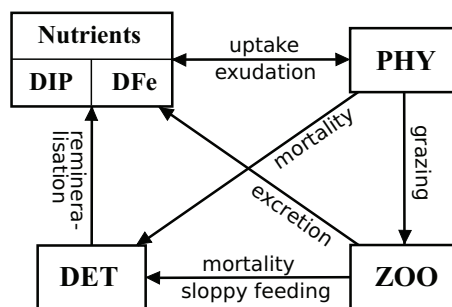 Nutrients
DIP DFe
uptake
exudation
PHY
mortality
grazing
reminera-
lisation
excretion
DET
mortality
sloppy feeding
ZOO